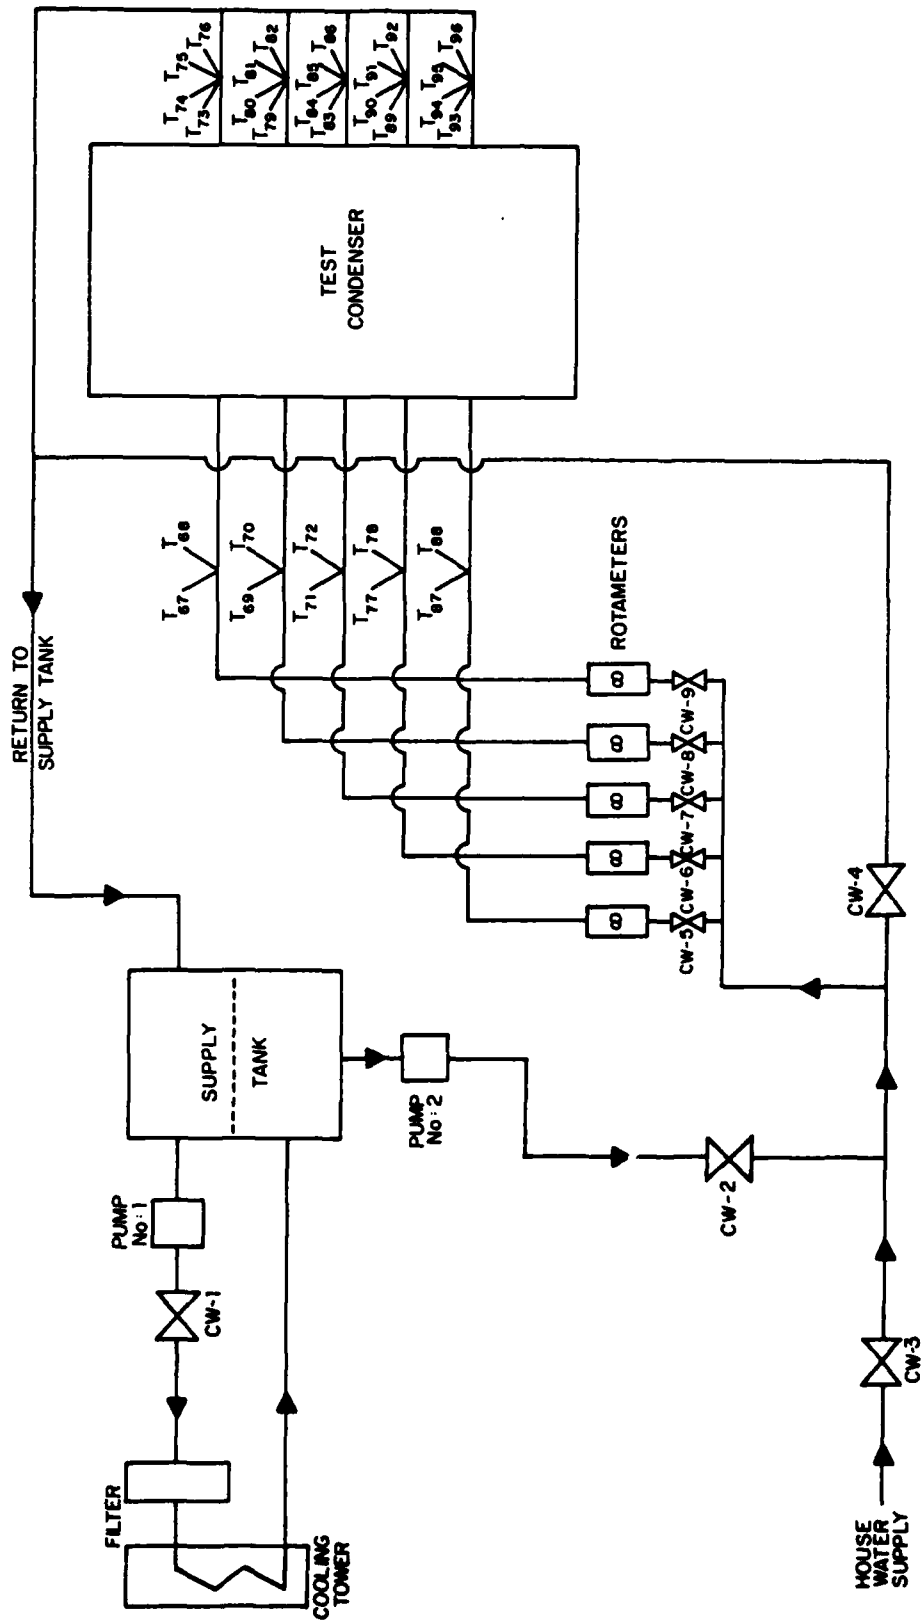 RETURN TO
SUPPLY TANK
TEST
CONDENSER
T73
T74
T75
T76
T79
T80
T81
T82
T83
T84
T85
T86
T89
T90
T91
T92
T93
T94
T95
T96
T67
T68
T69
T70
T71
T72
T77
T78
T87
T88
ROTAMETERS
CW-5
CW-6
CW-7
CW-8
CW-9
CW-4
SUPPLY
TANK
PUMP
No:1
CW-1
FILTER
COOLING
TOWER
PUMP
No:2
CW-2
CW-3
HOUSE
WATER
SUPPLY